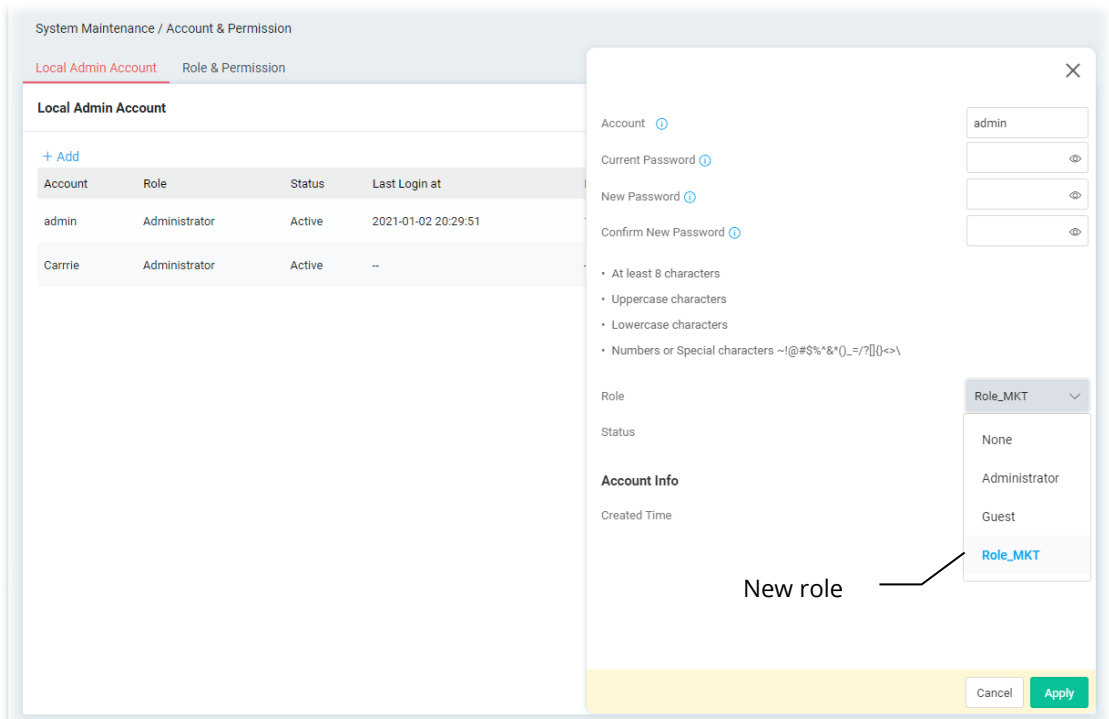 System Maintenance / Account & Permission
Local Admin Account Role & Permission
Local Admin Account
+ Add
Account Role Status Last Login at
admin Administrator Active 2021-01-02 20:29:51
Carrrie Administrator Active --
Account admin
Current Password
New Password
Confirm New Password
• At least 8 characters
• Uppercase characters
• Lowercase characters
• Numbers or Special characters ~!@#$%^&*()_=/?[]{}<>\
Role Role_MKT
Status
None
Administrator
Guest
Role_MKT
Account Info
Created Time
New role
Cancel Apply